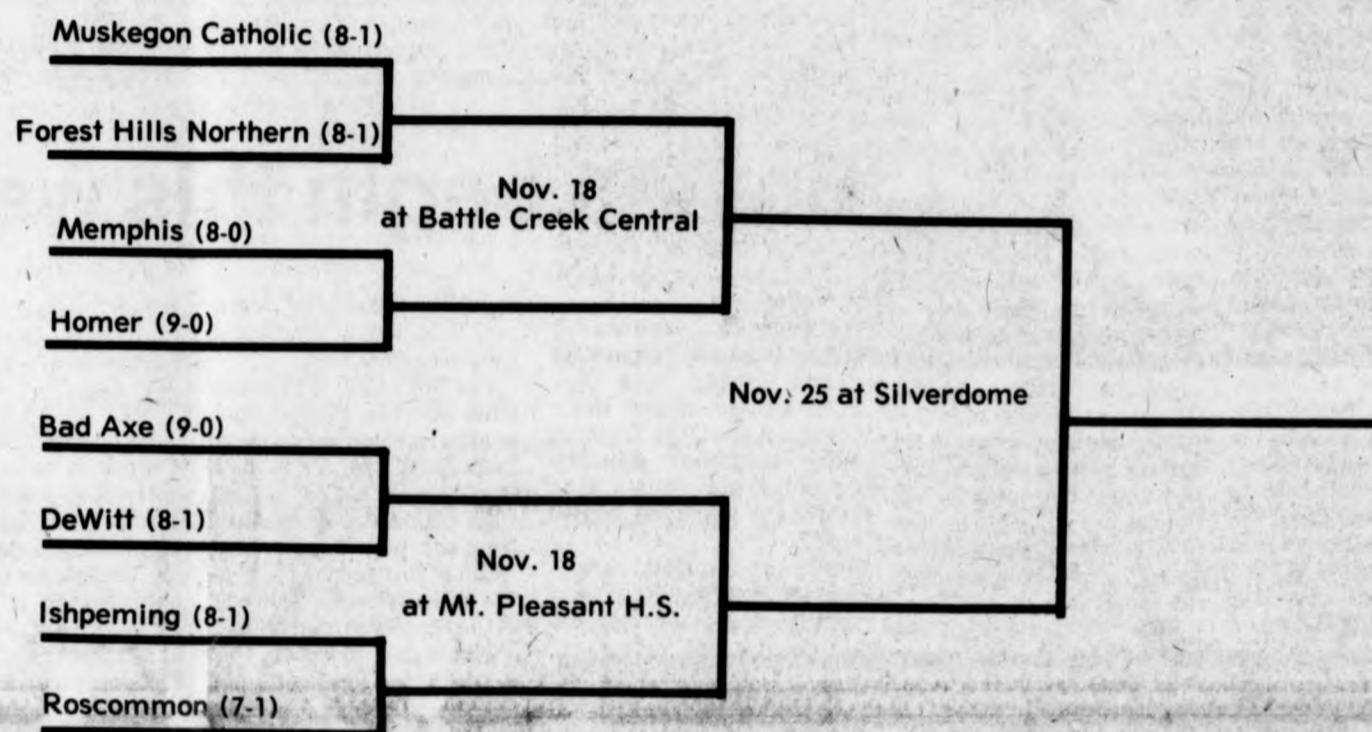 Muskegon Catholic (8-1)
Forest Hills Northern (8-1)
Nov. 18
at Battle Creek Central
Memphis (8-0)
Homer (9-0)
Nov. 25 at Silverdome
Bad Axe (9-0)
DeWitt (8-1)
Nov. 18
at Mt. Pleasant H.S.
Ishpeming (8-1)
Roscommon (7-1)